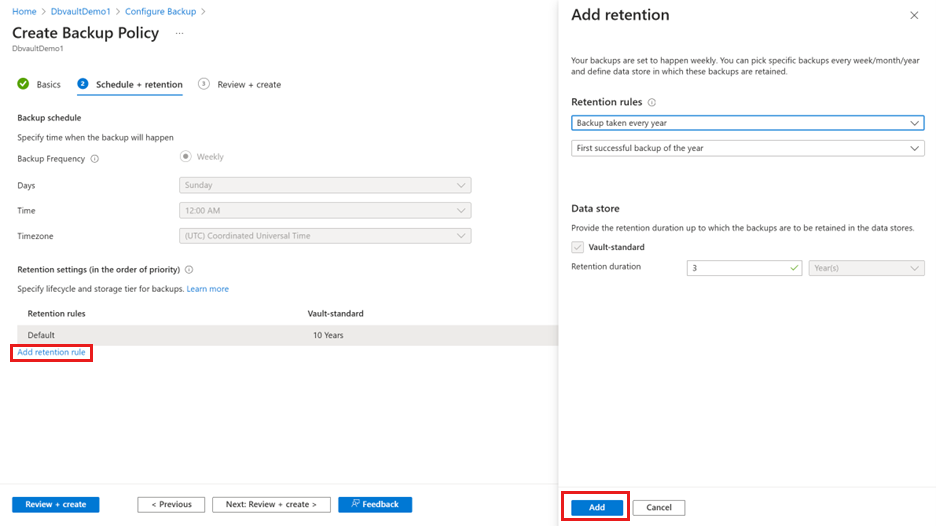 Home > DbvaultDemo1 > Configure Backup >
Create Backup Policy ...
DbvaultDemo1
Basics 2 Schedule + retention 3 Review + create
Backup schedule
Specify time when the backup will happen
Backup Frequency Weekly
Days Sunday
Time 12:00 AM
Timezone (UTC) Coordinated Universal Time
Retention settings (in the order of priority)
Specify lifecycle and storage tier for backups. Learn more
Retention rules Vault-standard
Default 10 Years
Add retention rule
Review + create < Previous Next: Review + create > Feedback
Add retention
Your backups are set to happen weekly. You can pick specific backups every week/month/year
and define data store in which these backups are retained.
Retention rules
Backup taken every year
First successful backup of the year
Data store
Provide the retention duration up to which the backups are to be retained in the data stores.
Vault-standard
Retention duration 3 Year(s)
Add Cancel